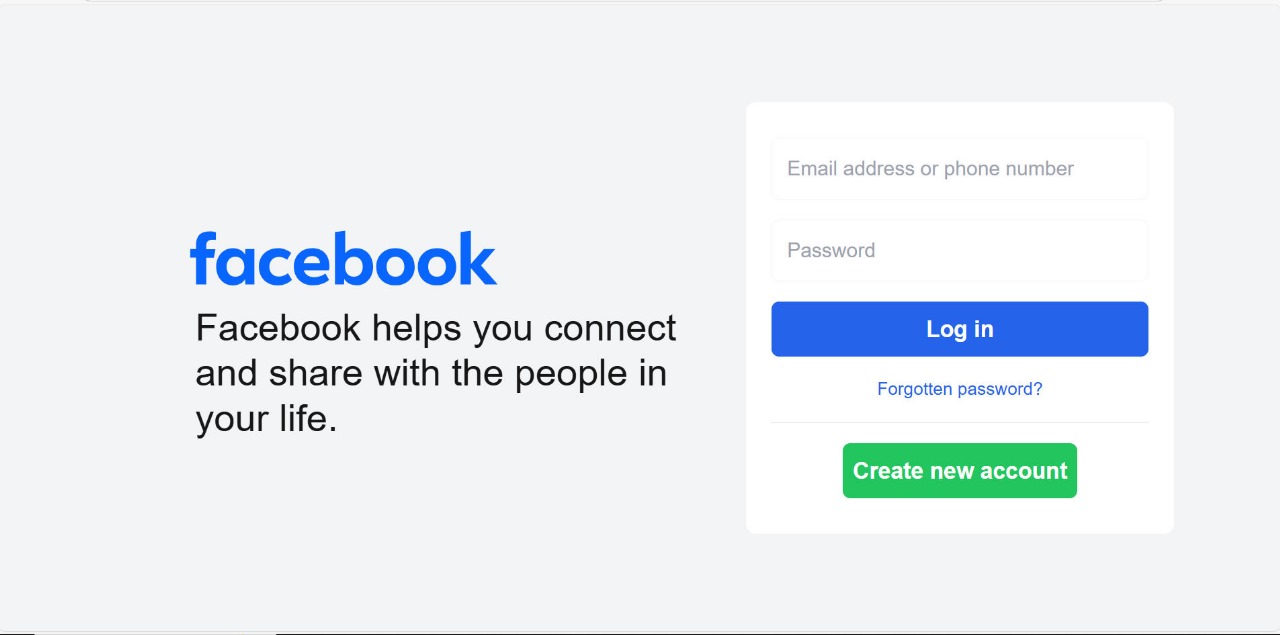 facebook
Facebook helps you connect
and share with the people in
your life.
Email address or phone number
Password
Log in
Forgotten password?
Create new account